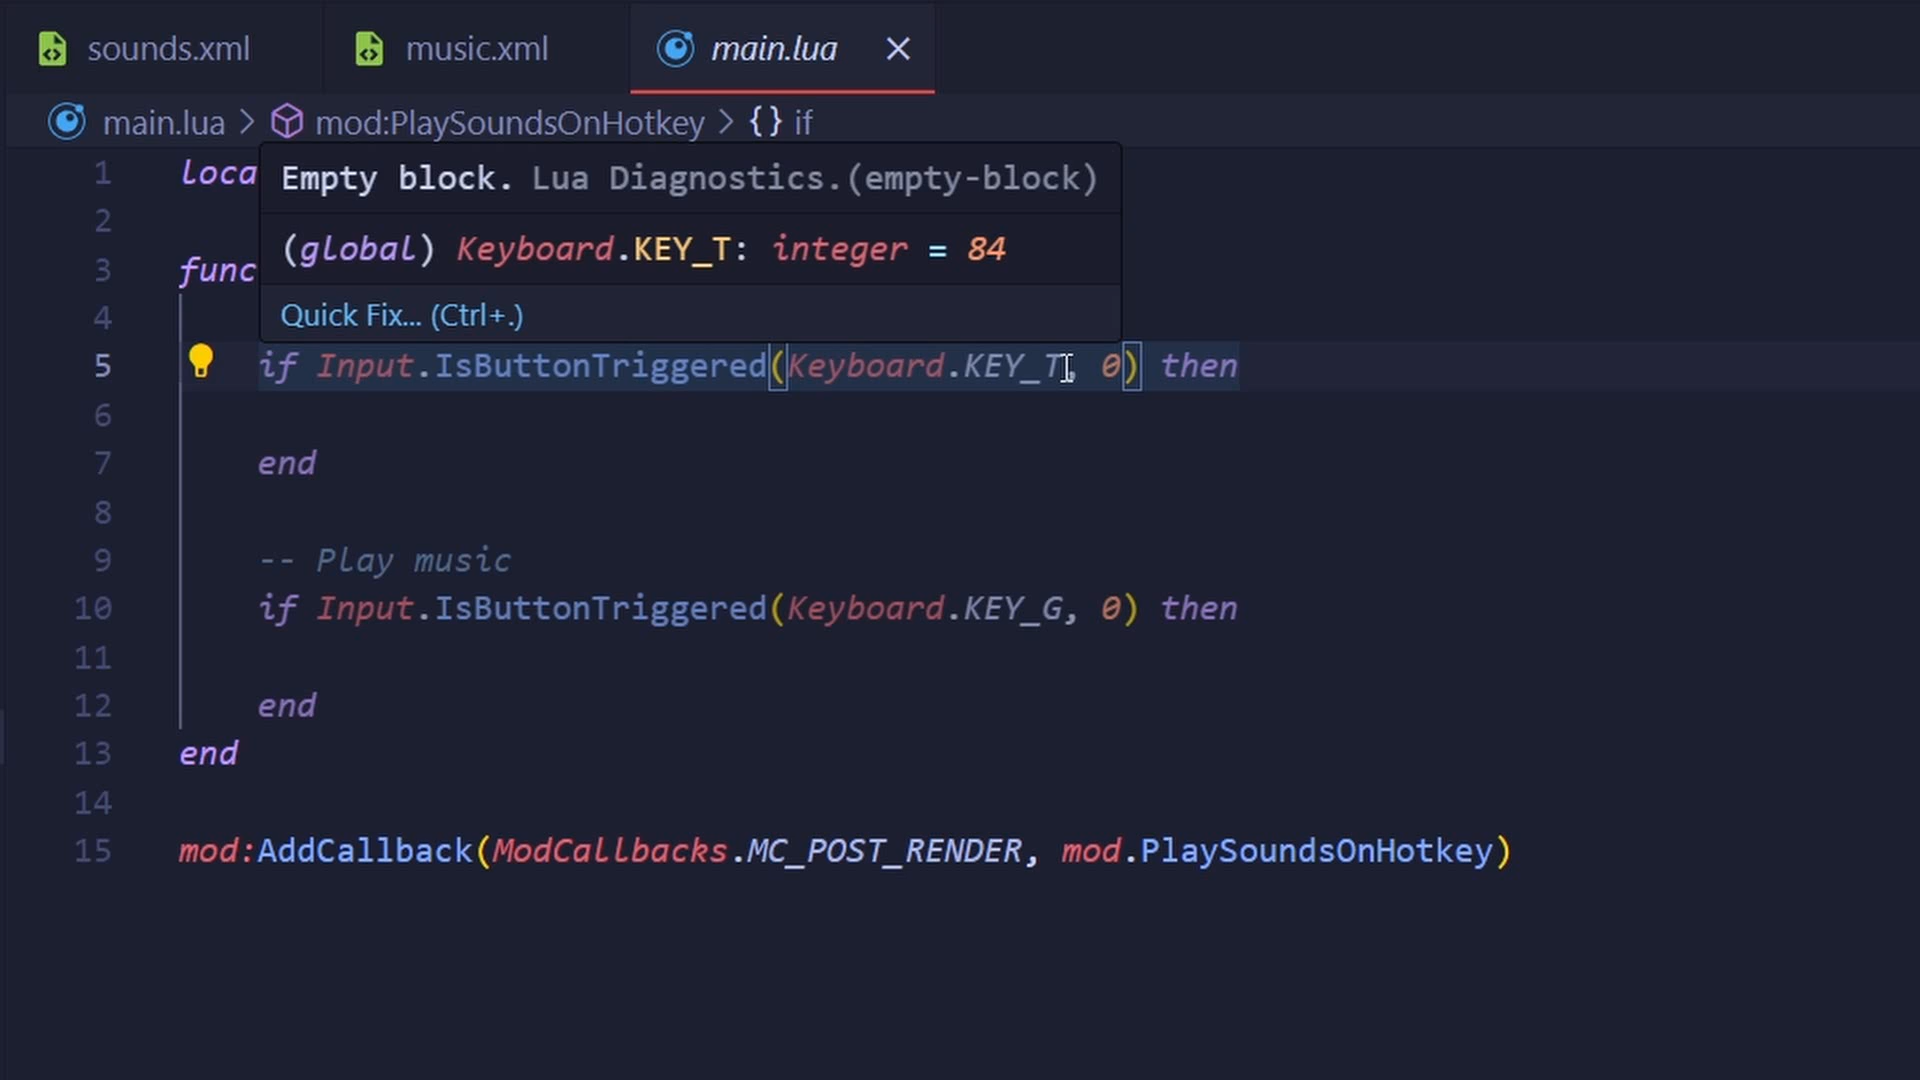 sounds.xml music.xml main.lua
main.lua > mod:PlaySoundsOnHotkey > {} if
1 loca
Empty block. Lua Diagnostics.(empty-block)
2
(global) Keyboard.KEY_T: integer = 84
3 func
4
Quick Fix... (Ctrl+.)
5 if Input.IsButtonTriggered(Keyboard.KEY_T, 0) then
6
7 end
8
9 -- Play music
10 if Input.IsButtonTriggered(Keyboard.KEY_G, 0) then
11
12 end
13 end
14
15 mod:AddCallback(ModCallbacks.MC_POST_RENDER, mod.PlaySoundsOnHotkey)